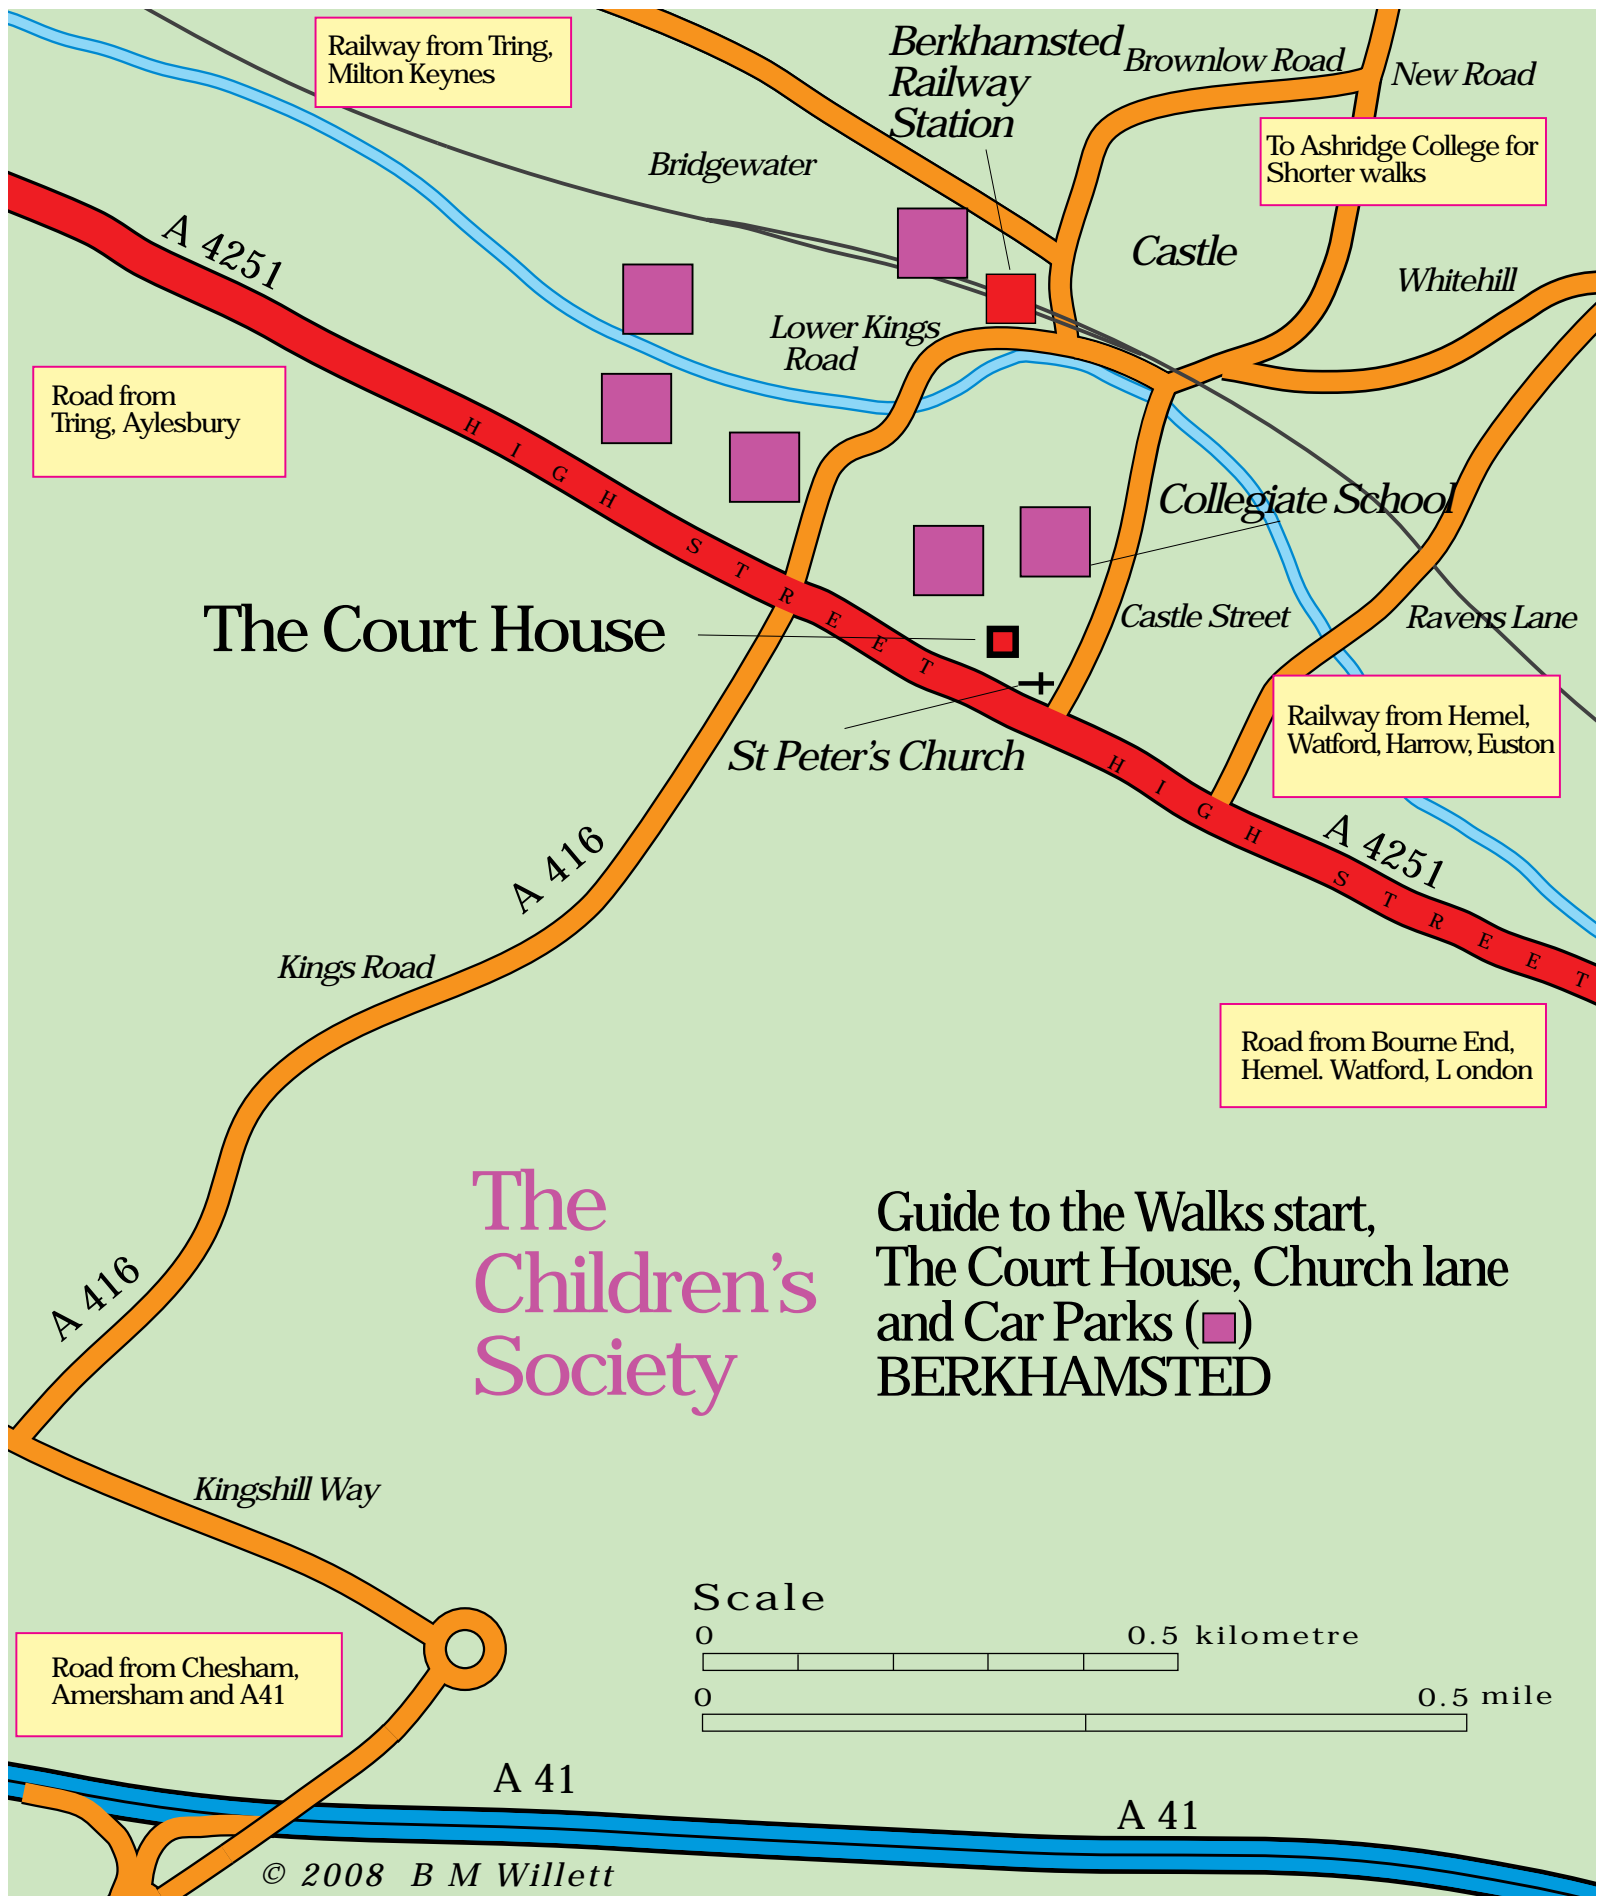 Railway from Tring,
Milton Keynes
Berkhamsted
Railway
Station
Brownlow Road
New Road
To Ashridge College for
Shorter walks
Bridgewater
A 4251
Castle
Whitehill
Lower Kings
Road
Road from
Tring, Aylesbury
HIGH STREET
Collegiate School
The Court House
Castle Street
Ravens Lane
St Peter's Church
Railway from Hemel,
Watford, Harrow, Euston
HIGH STREET
A 4251
A 416
Kings Road
Road from Bourne End,
Hemel. Watford, L ondon
The
Children's
Society
Guide to the Walks start,
The Court House, Church lane
and Car Parks ( )
BERKHAMSTED
A 416
Kingshill Way
Scale
0 0.5 kilometre
0 0.5 mile
Road from Chesham,
Amersham and A41
A 41
A 41
© 2008 B M Willett